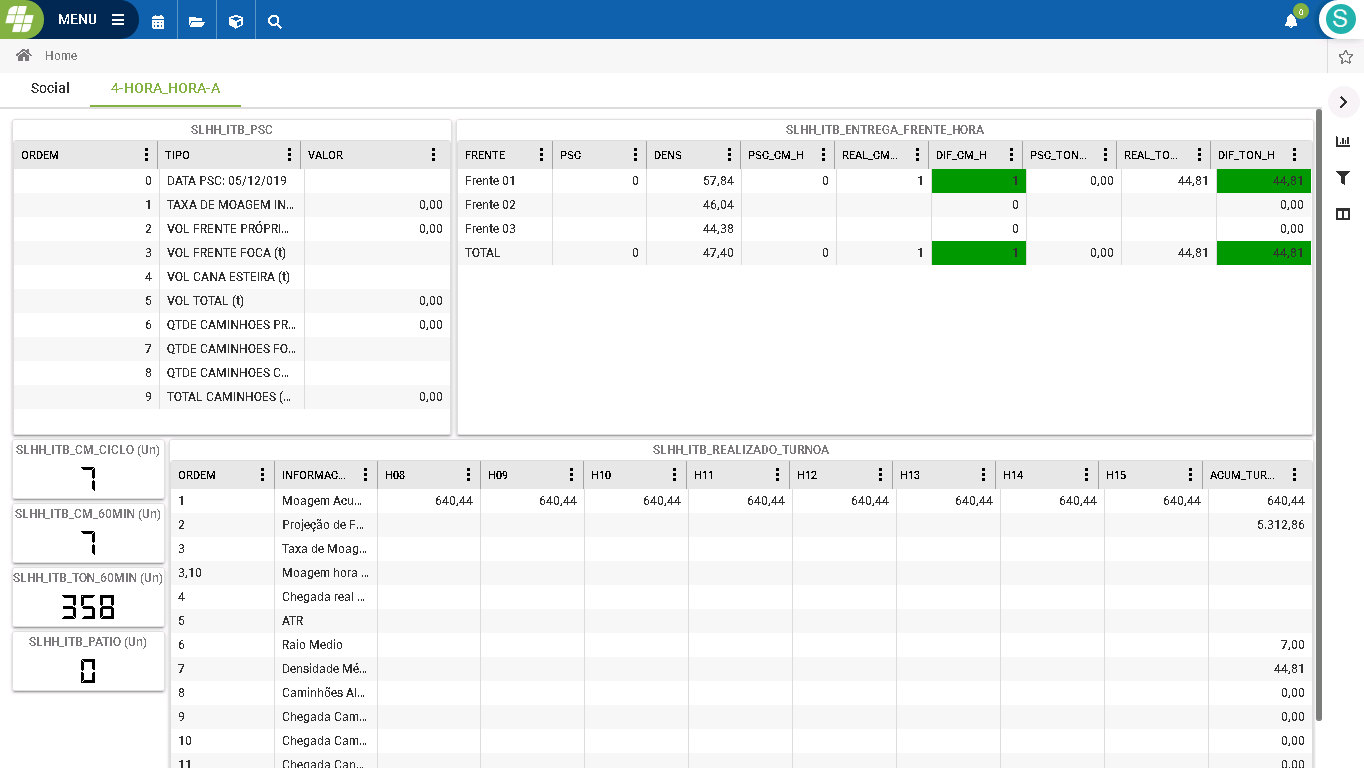 MENU
0
S
Home
Social 4-HORA_HORA-A
SLHH_ITB_PSC
ORDEM TIPO VALOR
0 DATA PSC: 05/12/019
1 TAXA DE MOAGEM IN... 0,00
2 VOL FRENTE PRÓPRI... 0,00
3 VOL FRENTE FOCA (t)
4 VOL CANA ESTEIRA (t)
5 VOL TOTAL (t) 0,00
6 QTDE CAMINHOES PR... 0,00
7 QTDE CAMINHOES FO...
8 QTDE CAMINHOES C...
9 TOTAL CAMINHOES (... 0,00
SLHH_ITB_ENTREGA_FRENTE_HORA
FRENTE PSC DENS PSC_CM_H REAL_CM... DIF_CM_H PSC_TON... REAL_TO... DIF_TON_H
Frente 01 0 57,84 0 1 1 0,00 44,81 44,81
Frente 02 46,04 0 0,00
Frente 03 44,38 0 0,00
TOTAL 0 47,40 0 1 1 0,00 44,81 44,81
SLHH_ITB_CM_CICLO (Un)
7
SLHH_ITB_CM_60MIN (Un)
7
SLHH_ITB_TON_60MIN (Un)
358
SLHH_ITB_PATIO (Un)
0
SLHH_ITB_REALIZADO_TURNOA
ORDEM INFORMAC... H08 H09 H10 H11 H12 H13 H14 H15 ACUM_TUR...
1 Moagem Acu... 640,44 640,44 640,44 640,44 640,44 640,44 640,44 640,44 640,44
2 Projeção de F... 5.312,86
3 Taxa de Moag...
3,10 Moagem hora ...
4 Chegada real ...
5 ATR
6 Raio Medio 7,00
7 Densidade Mé... 44,81
8 Caminhões Al... 0,00
9 Chegada Cam... 0,00
10 Chegada Cam... 0,00
11 Chegada Can... 0,00